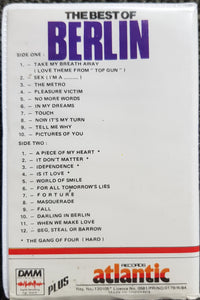 THE BEST OF
BERLIN
SIDE ONE :
1. – TAKE MY BREATH AWAY
( LOVE THEME FROM " TOP GUN" )
2. – SEX ( I'M A _____ )
3. – THE METRO
4. – PLEASURE VICTIM
5. – NO MORE WORDS
6. – IN MY DREAMS
7. – TOUCH
8. – NOW IT'S MY TURN
9. – TELL ME WHY
10. – PICTURES OF YOU
SIDE TWO :
1. – A PIECE OF MY HEART *
2. – IT DON'T MATTER *
3. – IDEPENDENCE *
4. – IS IT LOVE *
5. – WORLD OF SMILE
6. – FOR ALL TOMORROW'S LIES
7. – FORTURE
8. – MASQUERADE
9. – FALL
10. – DARLING IN BERLIN
11. – WHEN WE MAKE LOVE
12. – BEG, STEAL OR BARROW
* THE GANG OF FOUR ( HARD )
DMM
PLUS
RECORDS
atlantic